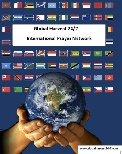 Global Harvest 24/7
International Prayer Network